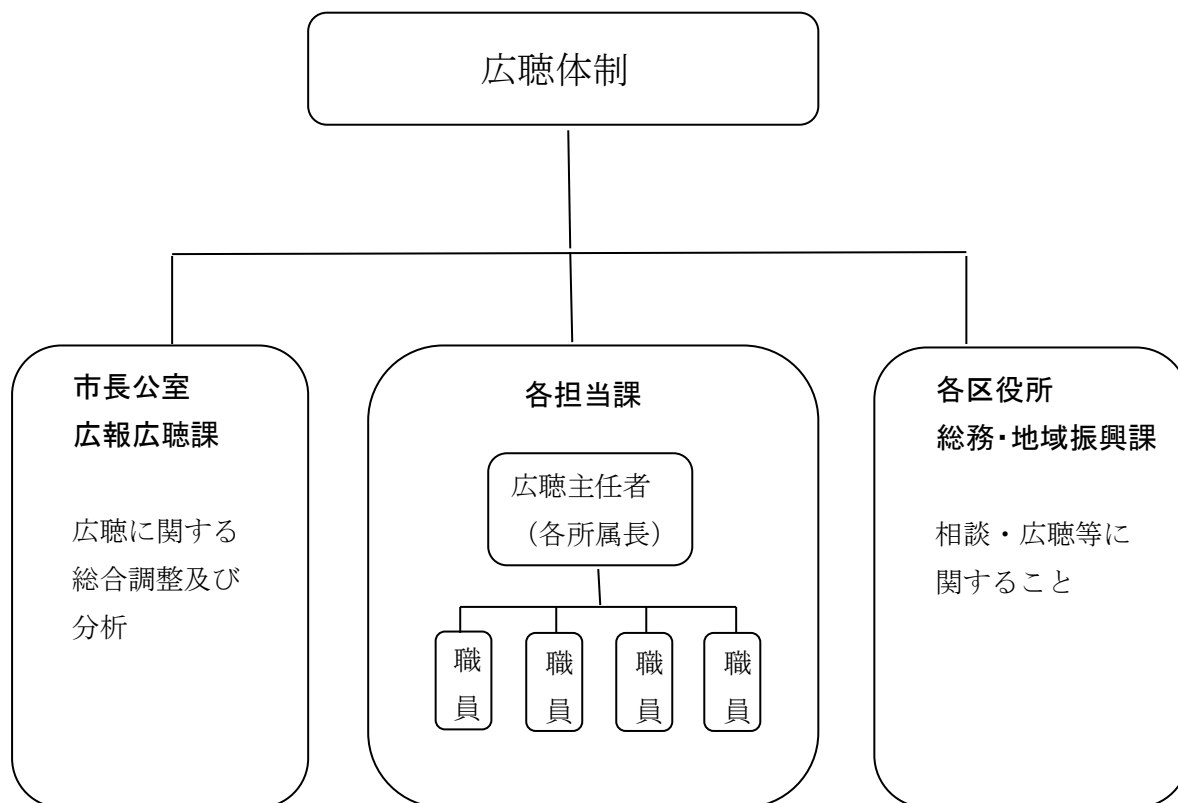 広聴体制
市長公室
広報広聴課
広聴に関する
総合調整及び
分析
各担当課
広聴主任者
（各所属長）
職員
職員
職員
職員
各区役所
総務・地域振興課
相談・広聴等に
関すること